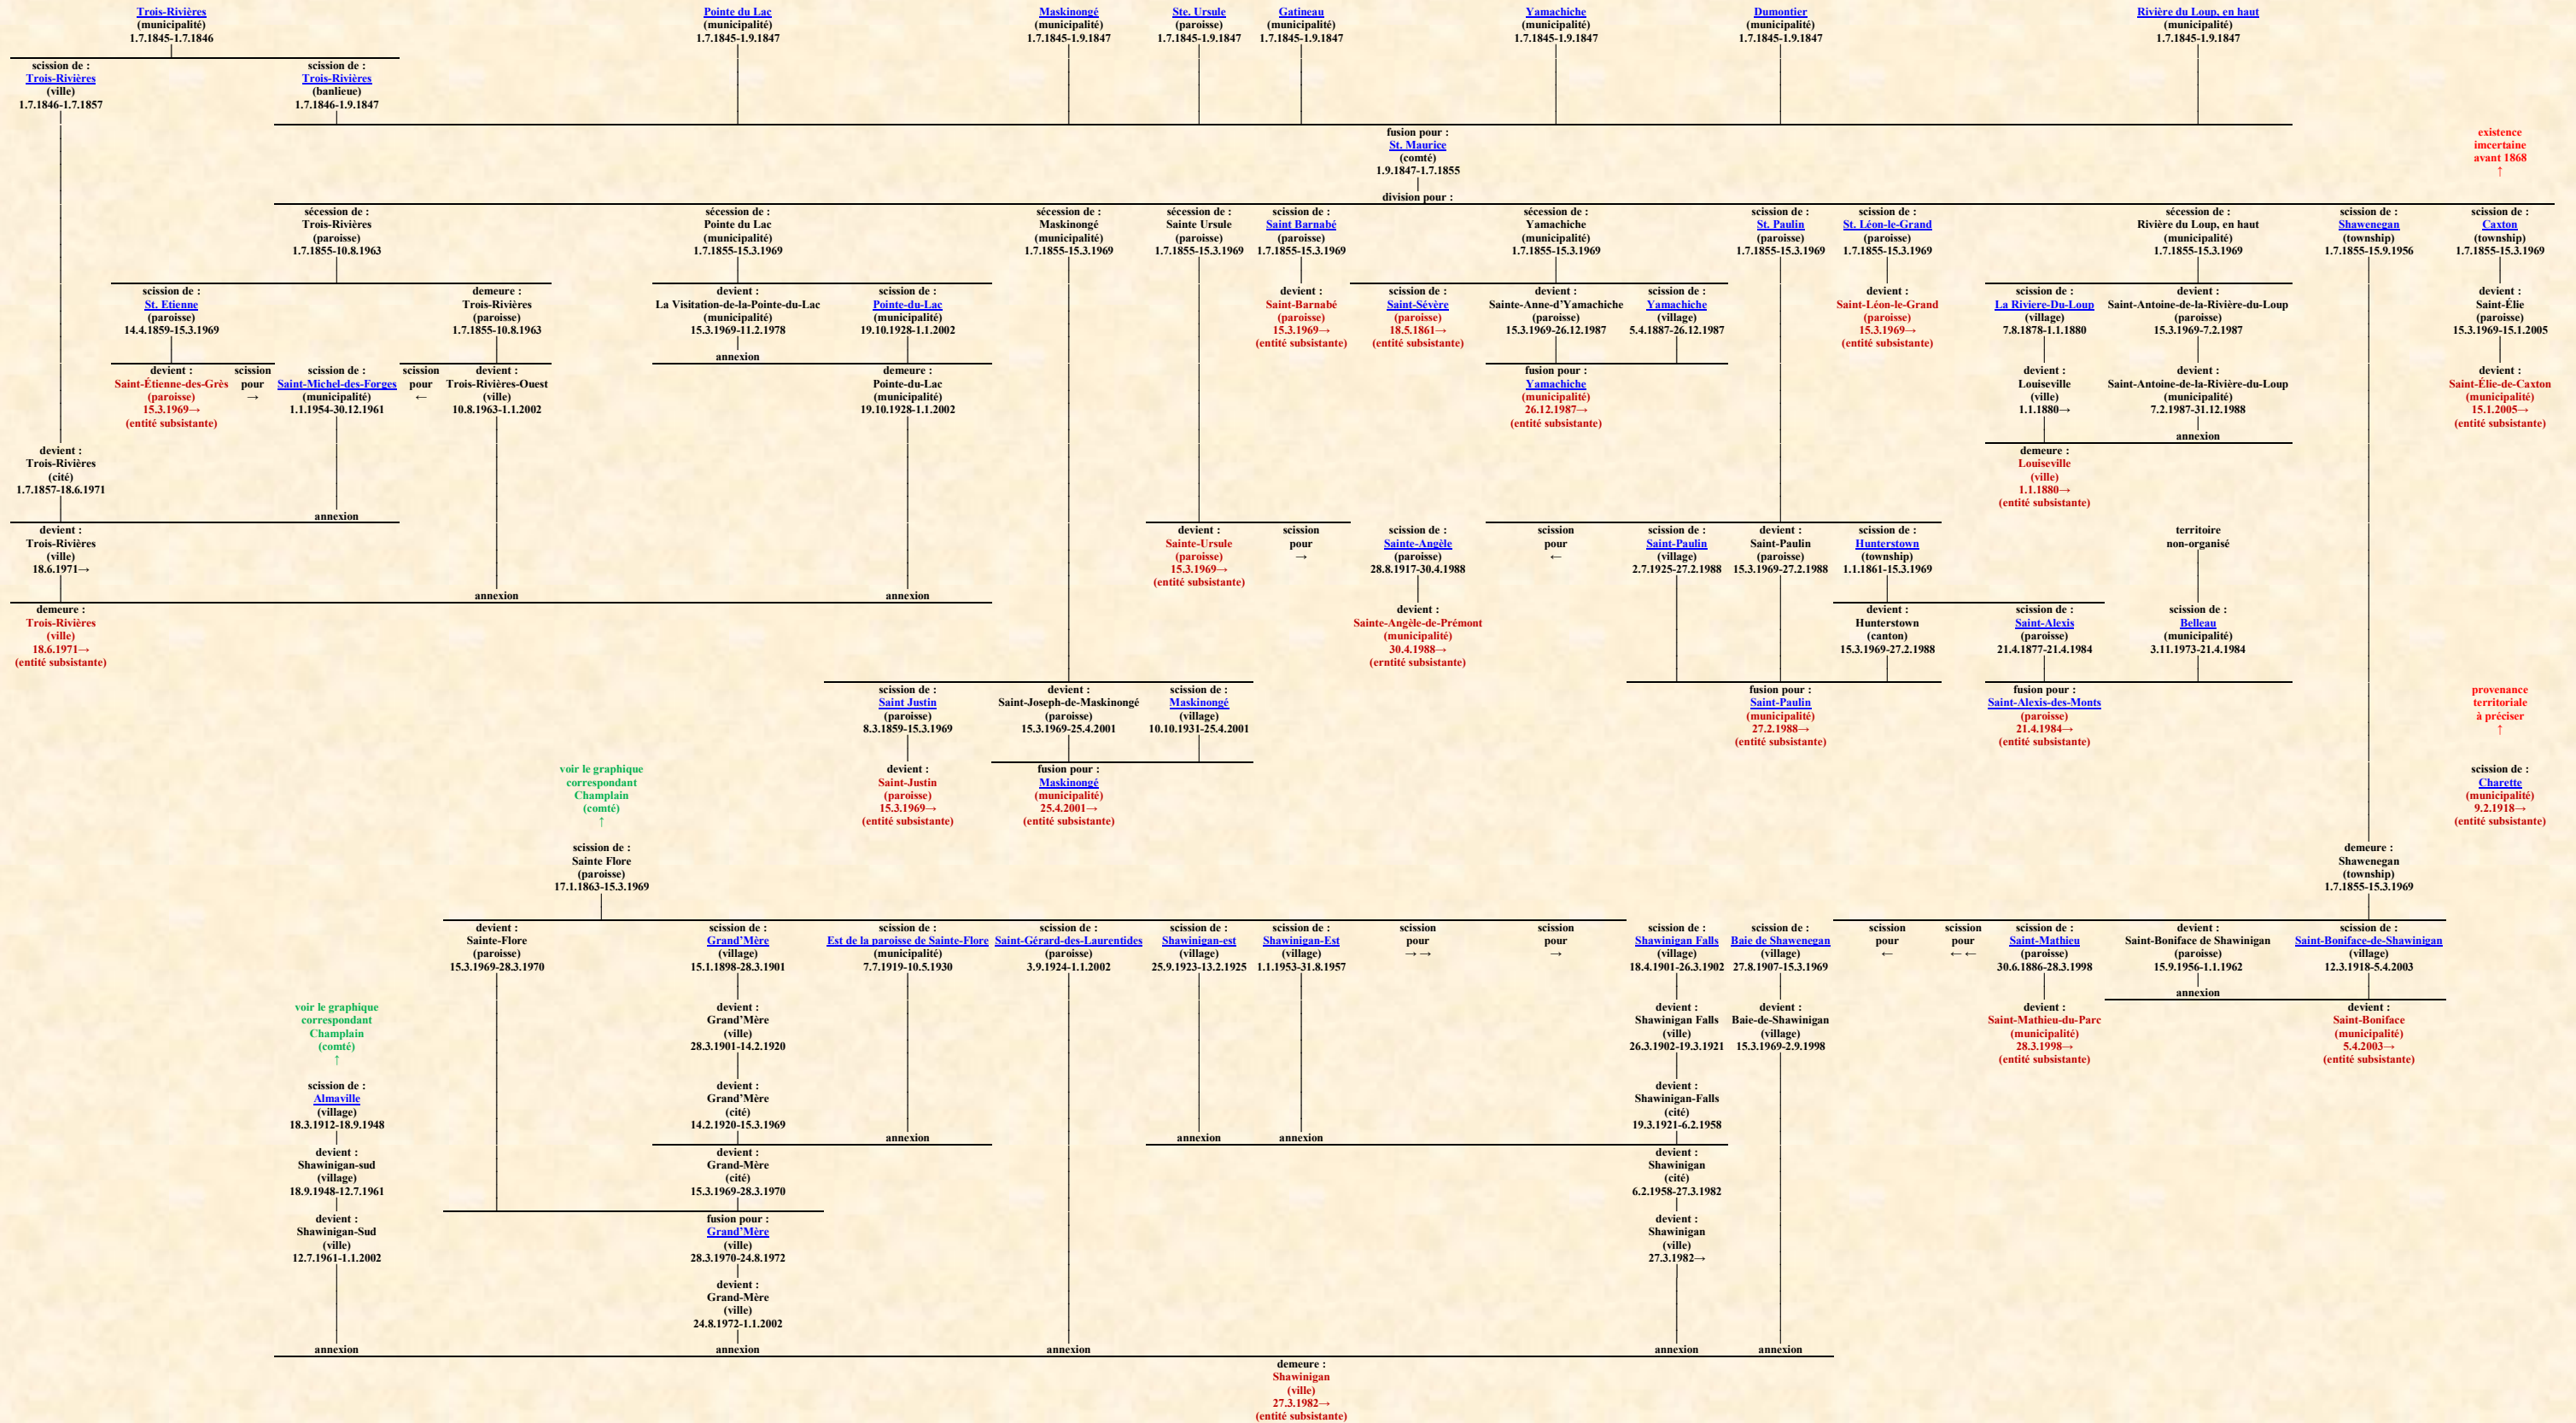 Trois-Rivières
(municipalité)
1.7.1845-1.7.1846
Pointe du Lac
(municipalité)
1.7.1845-1.9.1847
Maskinongé
(municipalité)
1.7.1845-1.9.1847
Ste. Ursule
(paroisse)
1.7.1845-1.9.1847
Gatineau
(municipalité)
1.7.1845-1.9.1847
Yamachiche
(municipalité)
1.7.1845-1.9.1847
Dumontier
(municipalité)
1.7.1845-1.9.1847
Rivière du Loup, en haut
(municipalité)
1.7.1845-1.9.1847
scission de :
Trois-Rivières
(ville)
1.7.1846-1.7.1857
scission de :
Trois-Rivières
(banlieue)
1.7.1846-1.9.1847
fusion pour :
St. Maurice
(comté)
1.9.1847-1.7.1855
division pour :
existence
imcertaine
avant 1868
↑
sécession de :
Trois-Rivières
(paroisse)
1.7.1855-10.8.1963
sécession de :
Pointe du Lac
(municipalité)
1.7.1855-15.3.1969
sécession de :
Maskinongé
(municipalité)
1.7.1855-15.3.1969
sécession de :
Sainte Ursule
(paroisse)
1.7.1855-15.3.1969
scission de :
Saint Barnabé
(paroisse)
1.7.1855-15.3.1969
sécession de :
Yamachiche
(municipalité)
1.7.1855-15.3.1969
scission de :
St. Paulin
(paroisse)
1.7.1855-15.3.1969
scission de :
St. Léon-le-Grand
(paroisse)
1.7.1855-15.3.1969
sécession de :
Rivière du Loup, en haut
(municipalité)
1.7.1855-15.3.1969
scission de :
Shawenegan
(township)
1.7.1855-15.9.1956
scission de :
Caxton
(township)
1.7.1855-15.3.1969
scission de :
St. Etienne
(paroisse)
14.4.1859-15.3.1969
demeure :
Trois-Rivières
(paroisse)
1.7.1855-10.8.1963
devient :
La Visitation-de-la-Pointe-du-Lac
(municipalité)
15.3.1969-11.2.1978
annexion
scission de :
Pointe-du-Lac
(municipalité)
19.10.1928-1.1.2002
devient :
Saint-Barnabé
(paroisse)
15.3.1969→
(entité subsistante)
scission de :
Saint-Sévère
(paroisse)
18.5.1861→
(entité subsistante)
devient :
Sainte-Anne-d'Yamachiche
(paroisse)
15.3.1969-26.12.1987
scission de :
Yamachiche
(village)
5.4.1887-26.12.1987
devient :
Saint-Léon-le-Grand
(paroisse)
15.3.1969→
(entité subsistante)
scission de :
La Riviere-Du-Loup
(village)
7.8.1878-1.1.1880
devient :
Saint-Antoine-de-la-Rivière-du-Loup
(paroisse)
15.3.1969-7.2.1987
devient :
Saint-Élie
(paroisse)
15.3.1969-15.1.2005
devient :
Saint-Étienne-des-Grès
(paroisse)
15.3.1969→
(entité subsistante)
scission
pour
→
scission de :
Saint-Michel-des-Forges
(municipalité)
1.1.1954-30.12.1961
scission
pour
←
devient :
Trois-Rivières-Ouest
(ville)
10.8.1963-1.1.2002
demeure :
Pointe-du-Lac
(municipalité)
19.10.1928-1.1.2002
fusion pour :
Yamachiche
(municipalité)
26.12.1987→
(entité subsistante)
devient :
Louiseville
(ville)
1.1.1880→
devient :
Saint-Antoine-de-la-Rivière-du-Loup
(municipalité)
7.2.1987-31.12.1988
annexion
devient :
Saint-Élie-de-Caxton
(municipalité)
15.1.2005→
(entité subsistante)
devient :
Trois-Rivières
(cité)
1.7.1857-18.6.1971
annexion
demeure :
Louiseville
(ville)
1.1.1880→
(entité subsistante)
devient :
Trois-Rivières
(ville)
18.6.1971→
annexion
annexion
devient :
Sainte-Ursule
(paroisse)
15.3.1969→
(entité subsistante)
scission
pour
→
scission de :
Sainte-Angèle
(paroisse)
28.8.1917-30.4.1988
scission
pour
←
scission de :
Saint-Paulin
(village)
2.7.1925-27.2.1988
devient :
Saint-Paulin
(paroisse)
15.3.1969-27.2.1988
scission de :
Hunterstown
(township)
1.1.1861-15.3.1969
territoire
non-organisé
demeure :
Trois-Rivières
(ville)
18.6.1971→
(entité subsistante)
devient :
Sainte-Angèle-de-Prémont
(municipalité)
30.4.1988→
(erntité subsistante)
devient :
Hunterstown
(canton)
15.3.1969-27.2.1988
scission de :
Saint-Alexis
(paroisse)
21.4.1877-21.4.1984
scission de :
Belleau
(municipalité)
3.11.1973-21.4.1984
scission de :
Saint Justin
(paroisse)
8.3.1859-15.3.1969
devient :
Saint-Joseph-de-Maskinongé
(paroisse)
15.3.1969-25.4.2001
scission de :
Maskinongé
(village)
10.10.1931-25.4.2001
fusion pour :
Saint-Paulin
(municipalité)
27.2.1988→
(entité subsistante)
fusion pour :
Saint-Alexis-des-Monts
(paroisse)
21.4.1984→
(entité subsistante)
provenance
territoriale
à préciser
↑
voir le graphique
correspondant
Champlain
(comté)
↑
devient :
Saint-Justin
(paroisse)
15.3.1969→
(entité subsistante)
fusion pour :
Maskinongé
(municipalité)
25.4.2001→
(entité subsistante)
scission de :
Charette
(municipalité)
9.2.1918→
(entité subsistante)
scission de :
Sainte Flore
(paroisse)
17.1.1863-15.3.1969
demeure :
Shawenegan
(township)
1.7.1855-15.3.1969
devient :
Sainte-Flore
(paroisse)
15.3.1969-28.3.1970
scission de :
Grand'Mère
(village)
15.1.1898-28.3.1901
scission de :
Est de la paroisse de Sainte-Flore
(municipalité)
7.7.1919-10.5.1930
scission de :
Saint-Gérard-des-Laurentides
(paroisse)
3.9.1924-1.1.2002
scission de :
Shawinigan-est
(village)
25.9.1923-13.2.1925
scission de :
Shawinigan-Est
(village)
1.1.1953-31.8.1957
scission
pour
→→
scission
pour
→
scission de :
Shawinigan Falls
(village)
18.4.1901-26.3.1902
scission de :
Baie de Shawenegan
(village)
27.8.1907-15.3.1969
scission
pour
←
scission
pour
←←
scission de :
Saint-Mathieu
(paroisse)
30.6.1886-28.3.1998
devient :
Saint-Boniface de Shawinigan
(paroisse)
15.9.1956-1.1.1962
annexion
scission de :
Saint-Boniface-de-Shawinigan
(village)
12.3.1918-5.4.2003
voir le graphique
correspondant
Champlain
(comté)
↑
devient :
Grand'Mère
(ville)
28.3.1901-14.2.1920
devient :
Shawinigan Falls
(ville)
26.3.1902-19.3.1921
devient :
Baie-de-Shawinigan
(village)
15.3.1969-2.9.1998
devient :
Saint-Mathieu-du-Parc
(municipalité)
28.3.1998→
(entité subsistante)
devient :
Saint-Boniface
(municipalité)
5.4.2003→
(entité subsistante)
scission de :
Almaville
(village)
18.3.1912-18.9.1948
devient :
Grand'Mère
(cité)
14.2.1920-15.3.1969
annexion
annexion
annexion
devient :
Shawinigan-Falls
(cité)
19.3.1921-6.2.1958
devient :
Shawinigan-sud
(village)
18.9.1948-12.7.1961
devient :
Grand-Mère
(cité)
15.3.1969-28.3.1970
devient :
Shawinigan
(cité)
6.2.1958-27.3.1982
devient :
Shawinigan-Sud
(ville)
12.7.1961-1.1.2002
fusion pour :
Grand'Mère
(ville)
28.3.1970-24.8.1972
devient :
Shawinigan
(ville)
27.3.1982→
devient :
Grand-Mère
(ville)
24.8.1972-1.1.2002
annexion
annexion
annexion
annexion
annexion
demeure :
Shawinigan
(ville)
27.3.1982→
(entité subsistante)